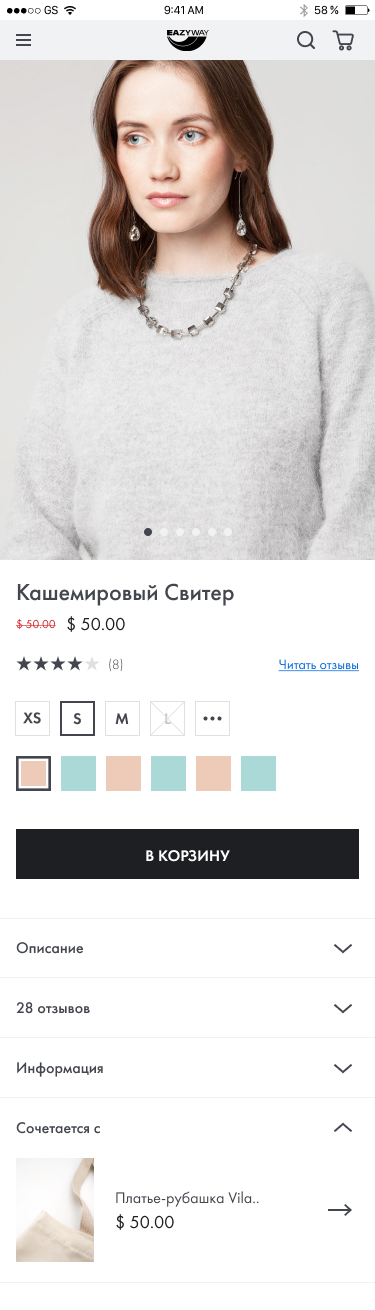 GS 9:41 AM 58 %
EAZYWAY
Кашемировый Свитер
$ 50.00 $ 50.00
(8) Читать отзывы
XS S M L •••
В КОРЗИНУ
Описание
28 отзывов
Информация
Сочетается с
Платье-рубашка Vila..
$ 50.00